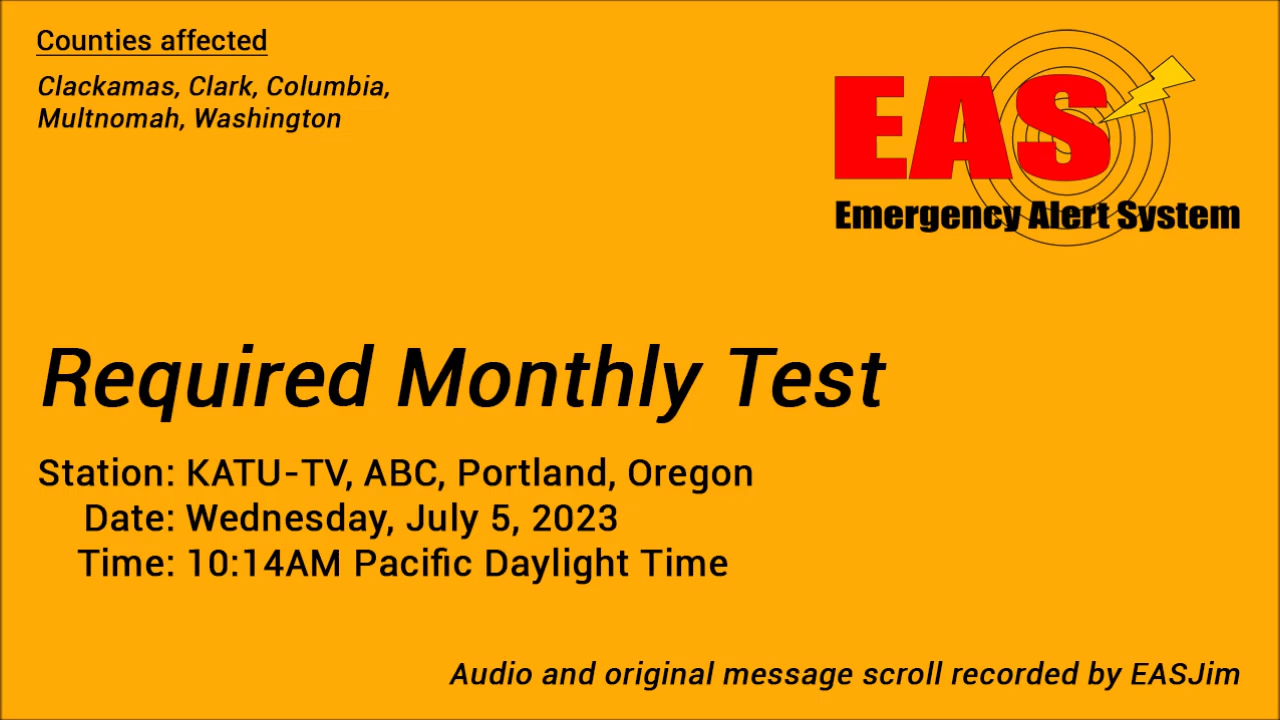 Counties affected
Clackamas, Clark, Columbia,
Multnomah, Washington
EAS
Emergency Alert System
Required Monthly Test
Station: KATU-TV, ABC, Portland, Oregon
Date: Wednesday, July 5, 2023
Time: 10:14AM Pacific Daylight Time
Audio and original message scroll recorded by EASJim